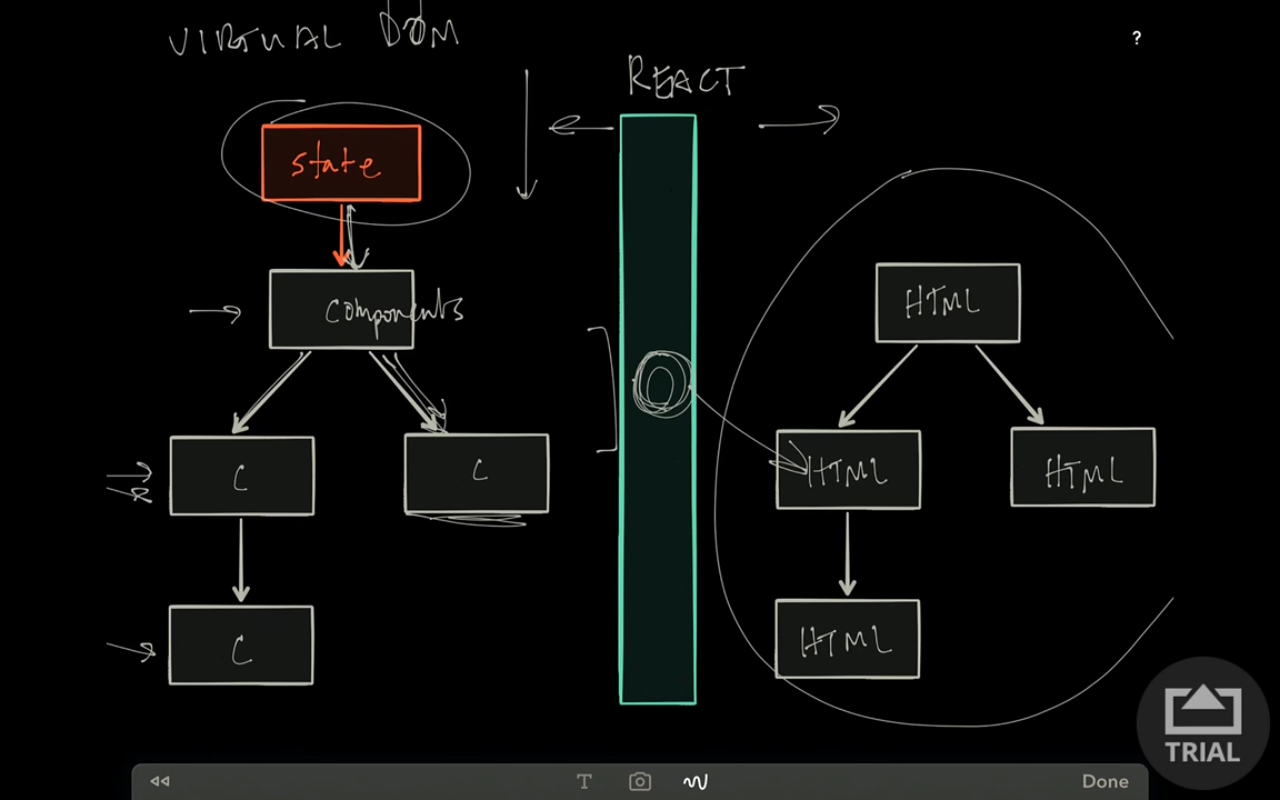 VIRTUAL DOM
?
REACT
state
components
HTML
C
C
HTML
HTML
C
HTML
TRIAL
T
Done